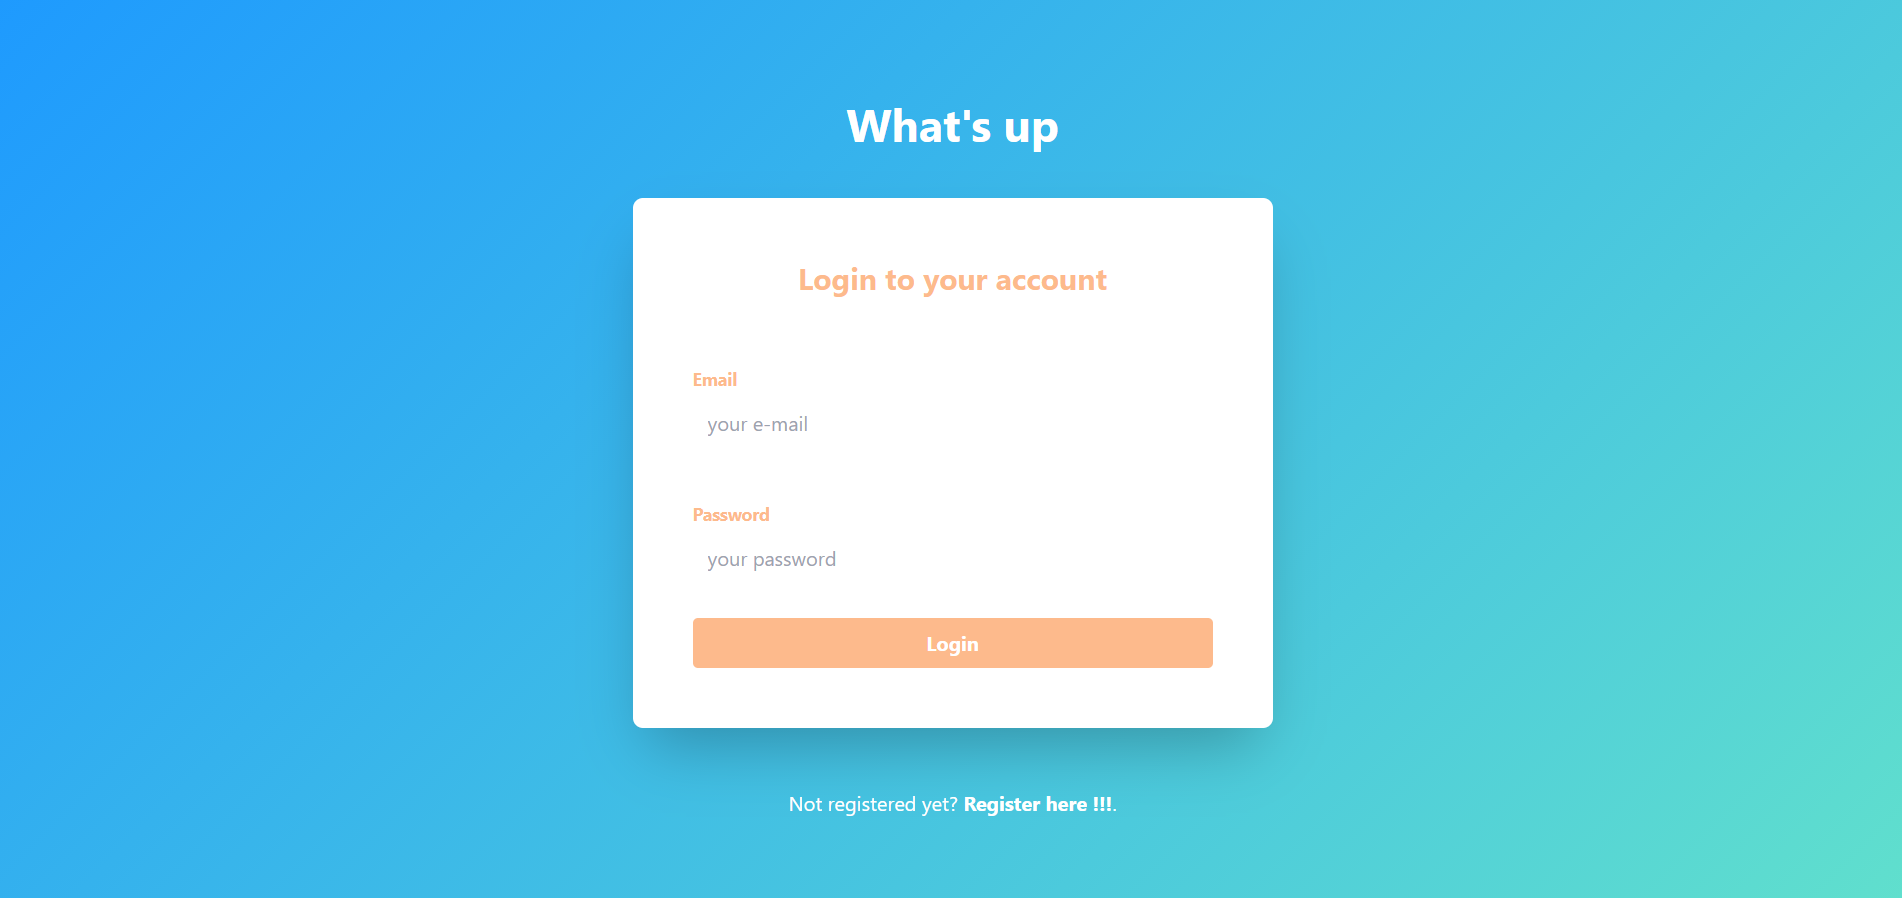 What's up
Login to your account
Email
your e-mail
Password
your password
Login
Not registered yet? Register here !!!.